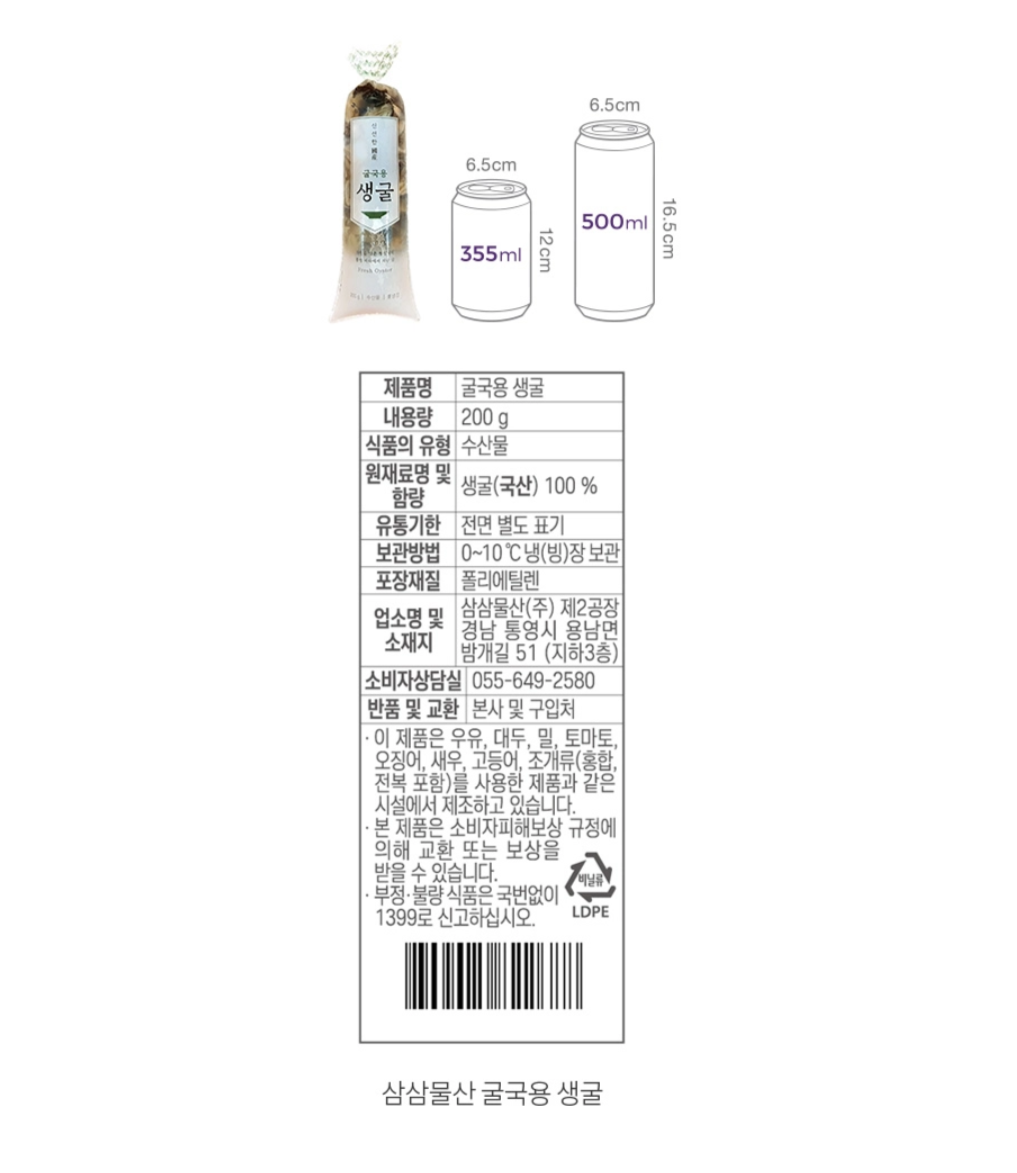 6.5cm
6.5cm
굴국용
생굴
500ml
16.5cm
355ml
12cm
제품명 굴국용 생굴
내용량 200 g
식품의 유형 수산물
원재료명 및
함량
생굴(국산) 100 %
유통기한 전면 별도 표기
보관방법 0~10 ℃ 냉(빙)장 보관
포장재질 폴리에틸렌
업소명 및
소재지
삼삼물산(주) 제2공장
경남 통영시 용남면
밤개길 51 (지하3층)
소비자상담실 055-649-2580
반품 및 교환 본사 및 구입처
· 이 제품은 우유, 대두, 밀, 토마토,
오징어, 새우, 고등어, 조개류(홍합,
전복 포함)를 사용한 제품과 같은
시설에서 제조하고 있습니다.
· 본 제품은 소비자피해보상 규정에
의해 교환 또는 보상을
받을 수 있습니다.
· 부정·불량 식품은 국번없이
1399로 신고하십시오.
비닐류
LDPE
삼삼물산 굴국용 생굴